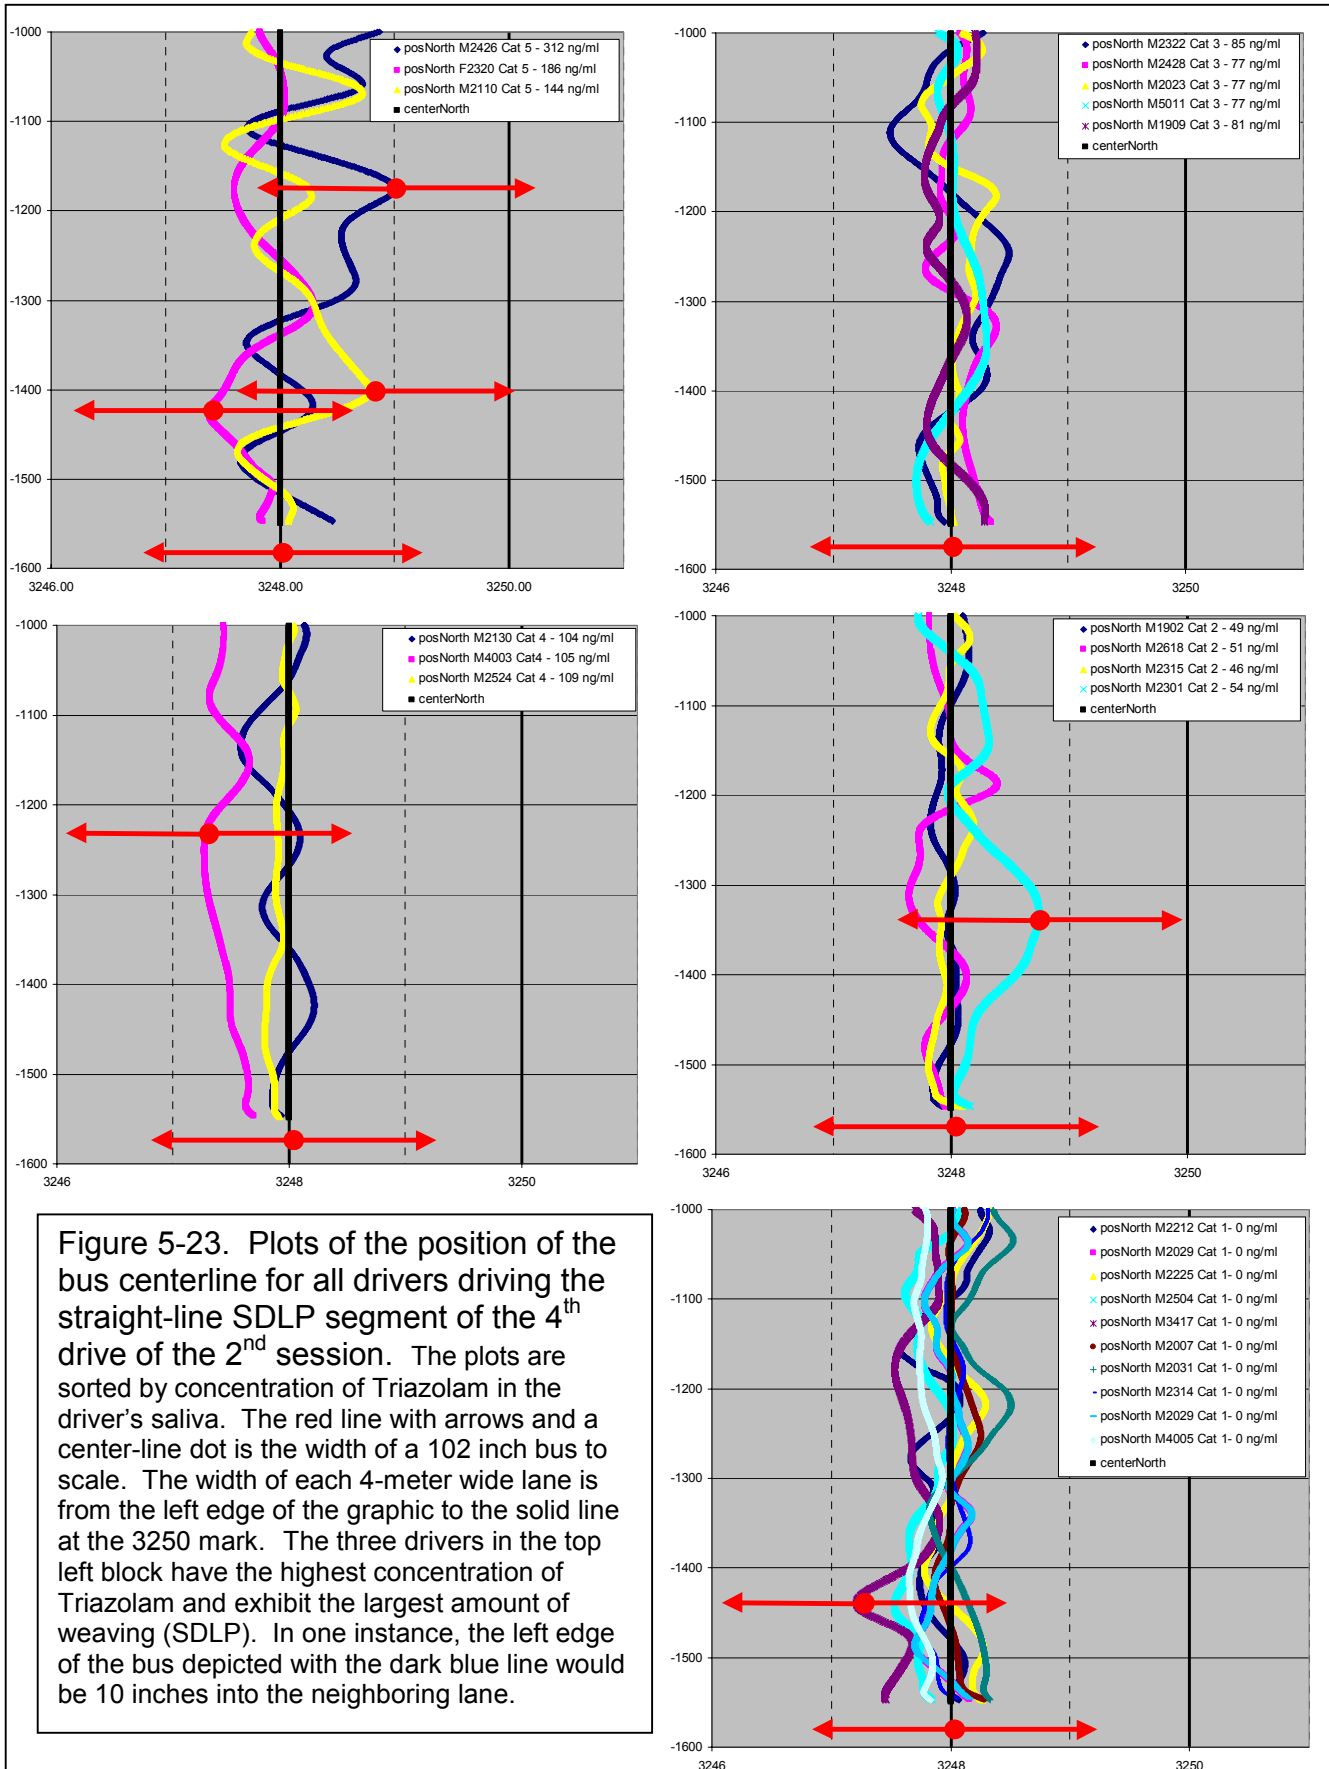 -1000
-1100
-1200
-1300
-1400
-1500
-1600
3246.00
3248.00
3250.00
posNorth M2426 Cat 5 - 312 ng/ml
posNorth F2320 Cat 5 - 186 ng/ml
posNorth M2110 Cat 5 - 144 ng/ml
centerNorth
-1000
-1100
-1200
-1300
-1400
-1500
-1600
3246
3248
3250
posNorth M2322 Cat 3 - 85 ng/ml
posNorth M2428 Cat 3 - 77 ng/ml
posNorth M2023 Cat 3 - 77 ng/ml
posNorth M5011 Cat 3 - 77 ng/ml
posNorth M1909 Cat 3 - 81 ng/ml
centerNorth
-1000
-1100
-1200
-1300
-1400
-1500
-1600
3246
3248
3250
posNorth M2130 Cat 4 - 104 ng/ml
posNorth M4003 Cat4 - 105 ng/ml
posNorth M2524 Cat 4 - 109 ng/ml
centerNorth
-1000
-1100
-1200
-1300
-1400
-1500
-1600
3246
3248
3250
posNorth M1902 Cat 2 - 49 ng/ml
posNorth M2618 Cat 2 - 51 ng/ml
posNorth M2315 Cat 2 - 46 ng/ml
posNorth M2301 Cat 2 - 54 ng/ml
centerNorth
Figure 5-23. Plots of the position of the
bus centerline for all drivers driving the
straight-line SDLP segment of the 4th
drive of the 2nd session. The plots are
sorted by concentration of Triazolam in the
driver's saliva. The red line with arrows and a
center-line dot is the width of a 102 inch bus to
scale. The width of each 4-meter wide lane is
from the left edge of the graphic to the solid line
at the 3250 mark. The three drivers in the top
left block have the highest concentration of
Triazolam and exhibit the largest amount of
weaving (SDLP). In one instance, the left edge
of the bus depicted with the dark blue line would
be 10 inches into the neighboring lane.
-1000
-1100
-1200
-1300
-1400
-1500
-1600
3246
3248
3250
posNorth M2212 Cat 1- 0 ng/ml
posNorth M2029 Cat 1- 0 ng/ml
posNorth M2225 Cat 1- 0 ng/ml
posNorth M2504 Cat 1- 0 ng/ml
posNorth M3417 Cat 1- 0 ng/ml
posNorth M2007 Cat 1- 0 ng/ml
posNorth M2031 Cat 1- 0 ng/ml
posNorth M2314 Cat 1- 0 ng/ml
posNorth M2029 Cat 1- 0 ng/ml
posNorth M4005 Cat 1- 0 ng/ml
centerNorth